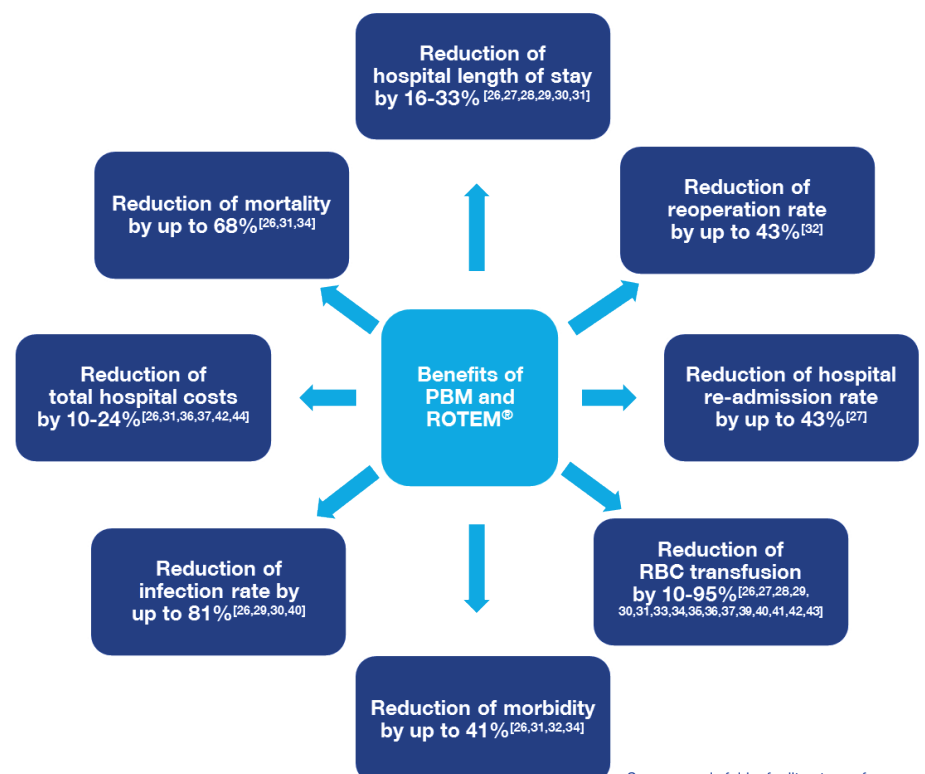 Reduction of
hospital length of stay
by 16-33% [26,27,28,29,30,31]
Reduction of mortality
by up to 68%[26,31,34]
Reduction of
reoperation rate
by up to 43%[32]
Reduction of
total hospital costs
by 10-24%[26,31,36,37,42,44]
Benefits of
PBM and
ROTEM®
Reduction of hospital
re-admission rate
by up to 43%[27]
Reduction of
infection rate by
up to 81%[26,29,30,40]
Reduction of
RBC transfusion
by 10-95%[26,27,28,29,
30,31,33,34,35,36,37,39,40,41,42,43]
Reduction of morbidity
by up to 41%[26,31,32,34]